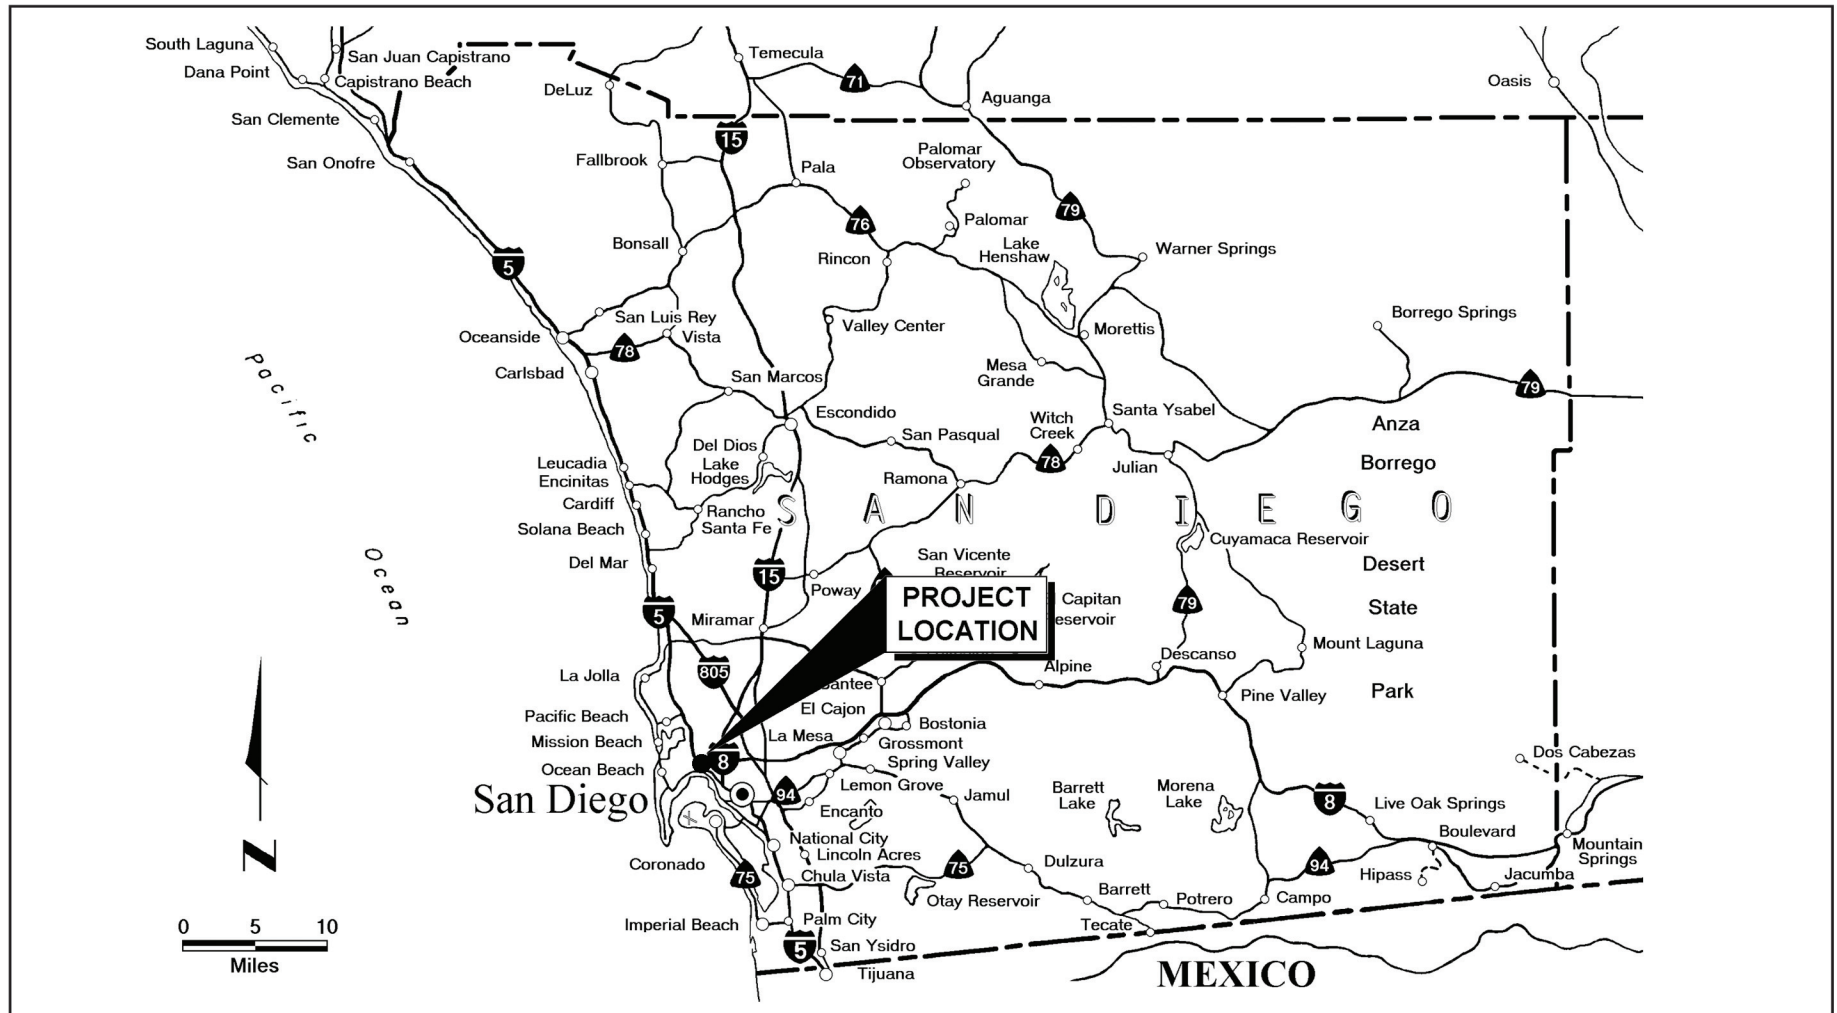 South Laguna
San Juan Capistrano
Dana Point
Capistrano Beach
San Clemente
San Onofre
Temecula
71
DeLuz
Aguanga
Oasis
15
Fallbrook
Pala
Palomar
Observatory
76
Palomar
79
Bonsall
Rincon
Lake
Henshaw
Warner Springs
5
San Luis Rey
Oceanside
78
Vista
Valley Center
Morettis
Borrego Springs
Carlsbad
San Marcos
Mesa
Grande
79
Escondido
Witch
Creek
Santa Ysabel
Anza
San Pasqual
78
Julian
Borrego
Del Dios
Lake
Hodges
Leucadia
Encinitas
Ramona
Cardiff
Rancho
Santa Fe
SAN DIEGO
Solana Beach
Cuyamaca Reservoir
Del Mar
San Vicente
Reservoir
Desert
15
Poway
PROJECT
LOCATION
Capitan
79
State
5
Miramar
Mount Laguna
805
La Jolla
Alpine
Descanso
Pine Valley
Park
El Cajon
Pacific Beach
Bostonia
Mission Beach
La Mesa
Grossmont
8
Ocean Beach
Spring Valley
Dos Cabezas
San Diego
94
Lemon Grove
Jamul
Encanto
Barrett
Lake
Morena
Lake
8
Live Oak Springs
Boulevard
National City
Lincoln Acres
Mountain
Springs
Coronado
75
Chula Vista
75
Dulzura
94
Hipass
Jacumba
Otay Reservoir
Barrett
Potrero
Campo
Imperial Beach
Palm City
Tecate
5
San Ysidro
Tijuana
MEXICO
Pacific
Ocean
N
0 5 10
Miles